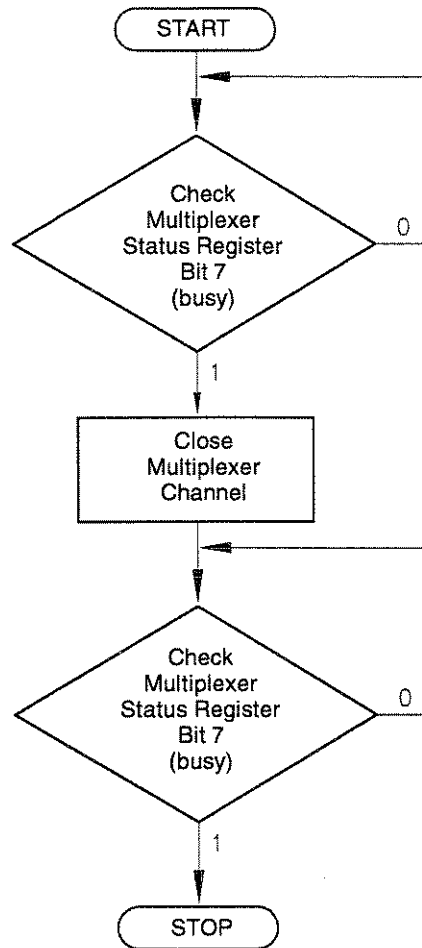 START
Check
Multiplexer
Status Register
Bit 7
(busy)
0
1
Close
Multiplexer
Channel
Check
Multiplexer
Status Register
Bit 7
(busy)
0
1
STOP